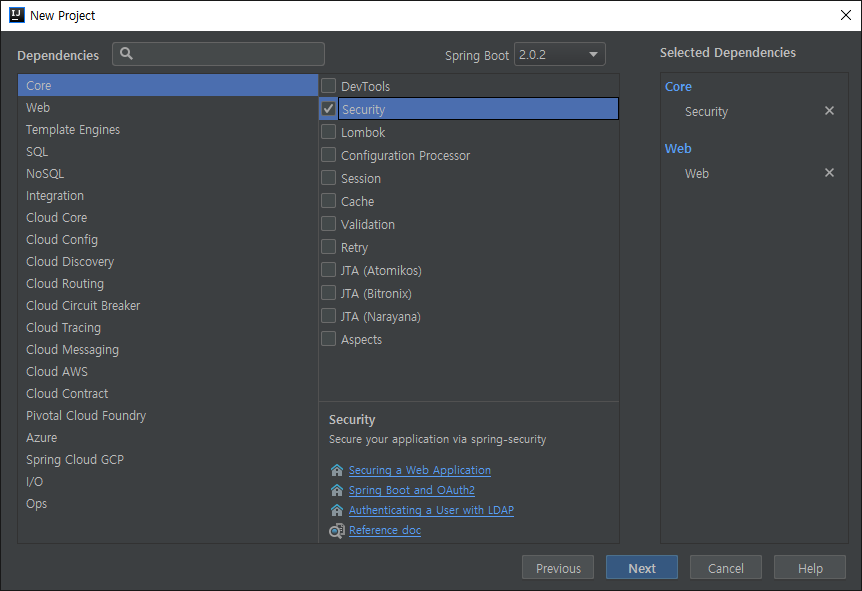 New Project
Dependencies
Spring Boot 2.0.2
Selected Dependencies
Core
Web
Template Engines
SQL
NoSQL
Integration
Cloud Core
Cloud Config
Cloud Discovery
Cloud Routing
Cloud Circuit Breaker
Cloud Tracing
Cloud Messaging
Cloud AWS
Cloud Contract
Pivotal Cloud Foundry
Azure
Spring Cloud GCP
I/O
Ops
DevTools
Security
Lombok
Configuration Processor
Session
Cache
Validation
Retry
JTA (Atomikos)
JTA (Bitronix)
JTA (Narayana)
Aspects
Security
Secure your application via spring-security
Securing a Web Application
Spring Boot and OAuth2
Authenticating a User with LDAP
Reference doc
Core
Security
Web
Web
Previous
Next
Cancel
Help